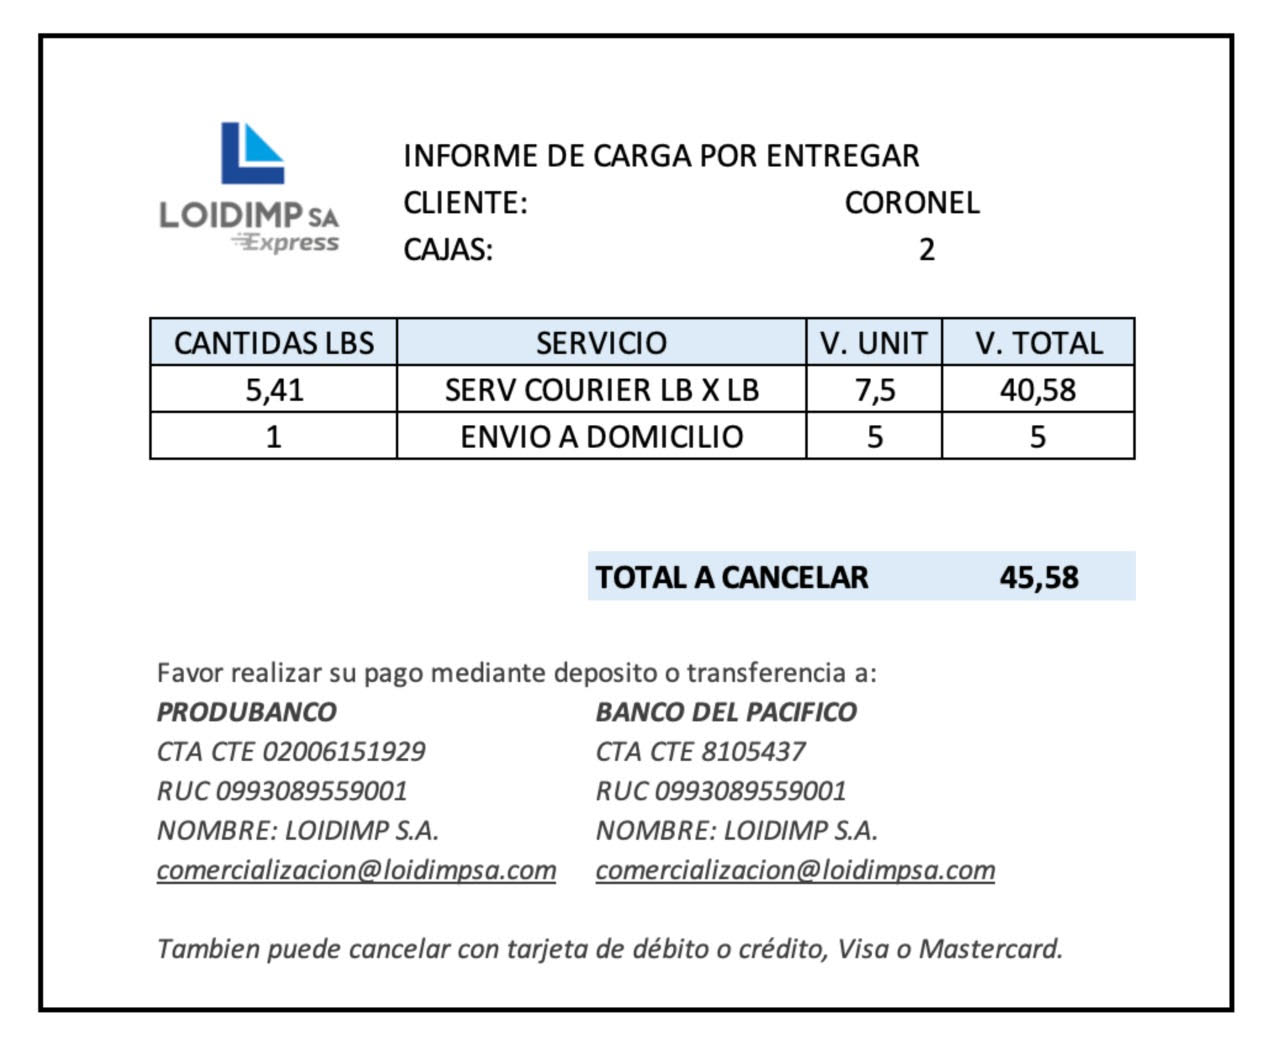 LOIDIMP SA
Express
INFORME DE CARGA POR ENTREGAR
CLIENTE: CORONEL
CAJAS: 2
CANTIDAS LBS SERVICIO V. UNIT V. TOTAL
5,41 SERV COURIER LB X LB 7,5 40,58
1 ENVIO A DOMICILIO 5 5
TOTAL A CANCELAR 45,58
Favor realizar su pago mediante deposito o transferencia a:
PRODUBANCO BANCO DEL PACIFICO
CTA CTE 02006151929 CTA CTE 8105437
RUC 0993089559001 RUC 0993089559001
NOMBRE: LOIDIMP S.A. NOMBRE: LOIDIMP S.A.
comercializacion@loidimpsa.com comercializacion@loidimpsa.com
Tambien puede cancelar con tarjeta de débito o crédito, Visa o Mastercard.